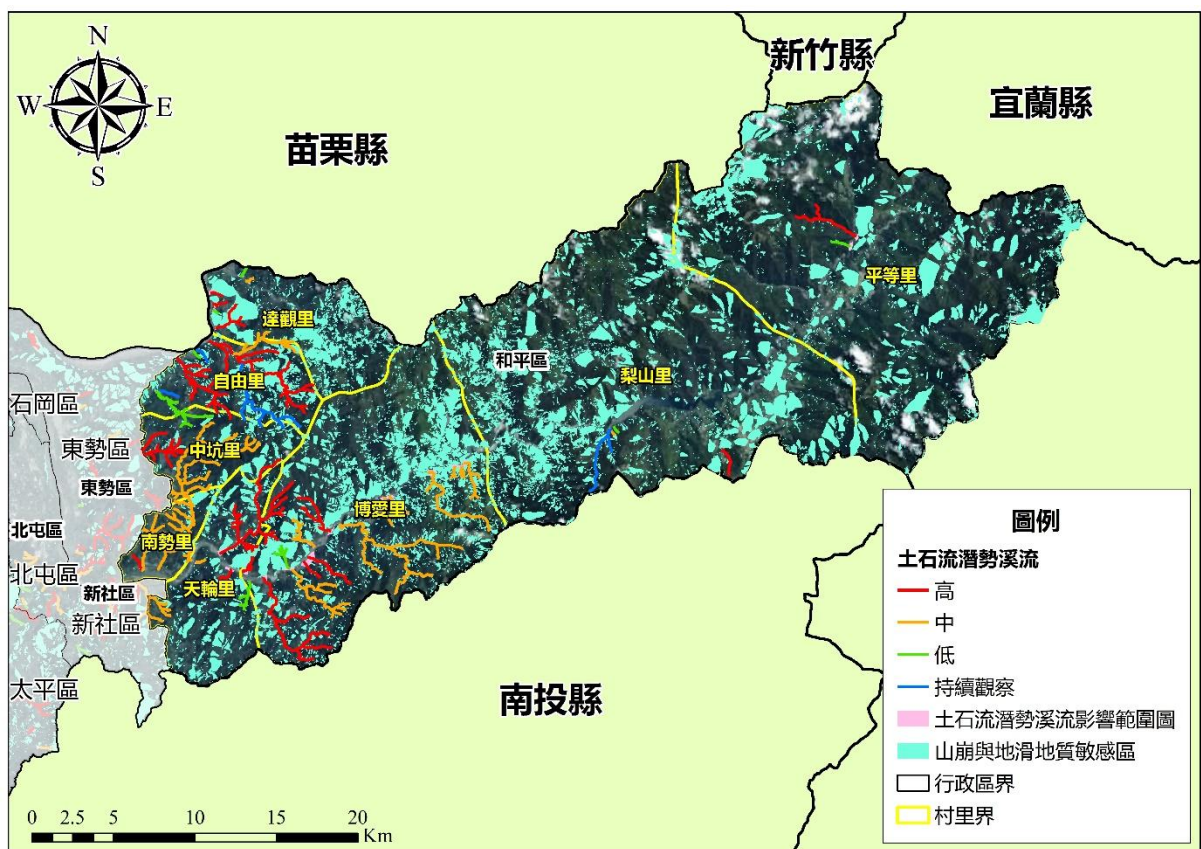 新竹縣
宜蘭縣
苗栗縣
N
W
E
S
平等里
達觀里
和平區
梨山里
自由里
石岡區
東勢區
中坑里
東勢區
博愛里
北屯區
南勢里
北屯區
新社區
天輪里
新社區
太平區
南投縣
圖例
土石流潛勢溪流
高
中
低
持續觀察
土石流潛勢溪流影響範圍圖
山崩與地滑地質敏感區
行政區界
村里界
0 2.5 5 10 15 20
Km